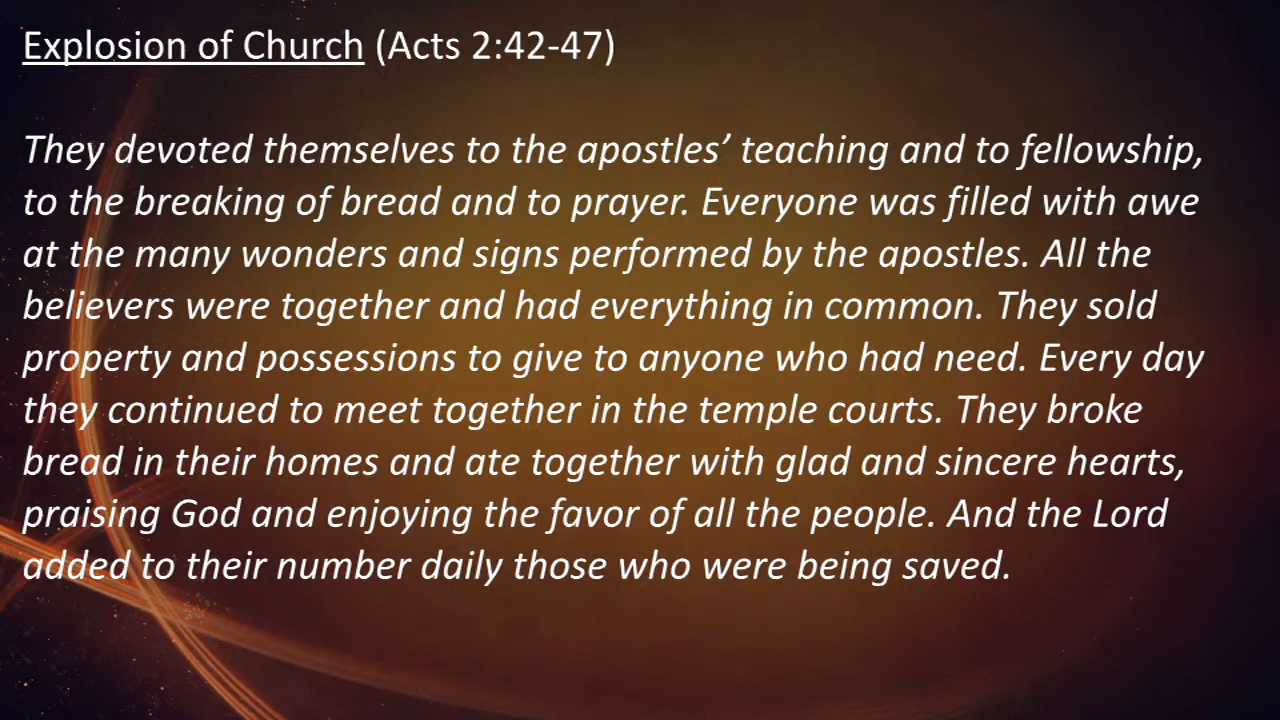 Explosion of Church (Acts 2:42-47)
They devoted themselves to the apostles’ teaching and to fellowship,
to the breaking of bread and to prayer. Everyone was filled with awe
at the many wonders and signs performed by the apostles. All the
believers were together and had everything in common. They sold
property and possessions to give to anyone who had need. Every day
they continued to meet together in the temple courts. They broke
bread in their homes and ate together with glad and sincere hearts,
praising God and enjoying the favor of all the people. And the Lord
added to their number daily those who were being saved.